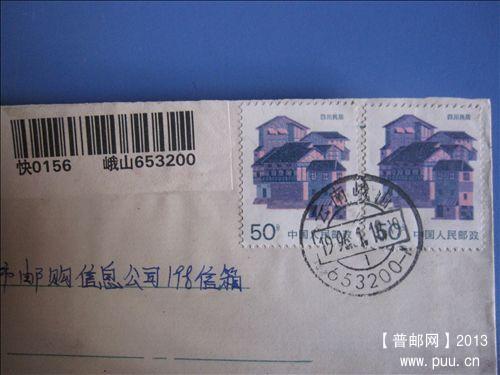 快0156 峨山653200
四川民居
四川民居
50分
中国人民邮政
50分
中国人民邮政
云南峨山
653200
市邮购信息公司198信箱
【普邮网】2013
www.puu.cn